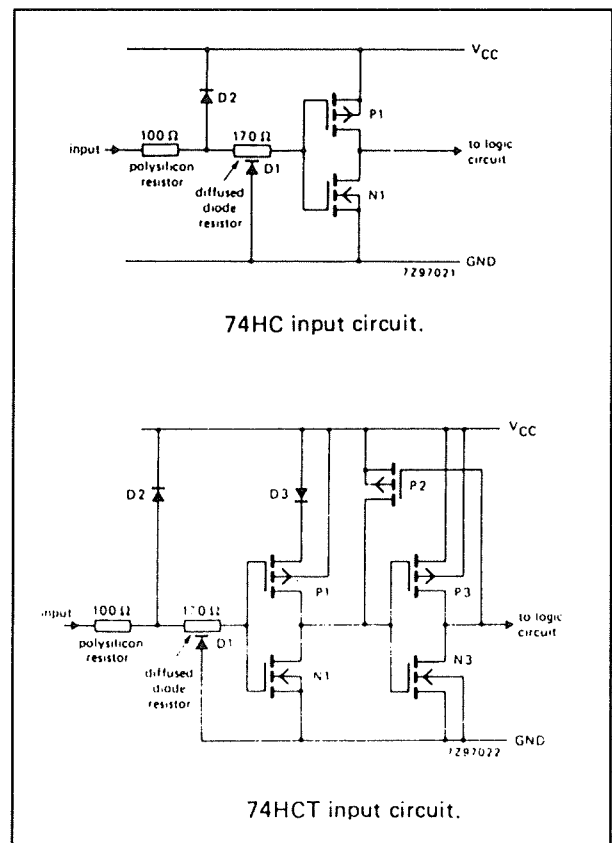 VCC
D2
P1
100 Ω
170 Ω
input
to logic
circuit
polysilicon
resistor
D1
diffused
diode
resistor
N1
GND
7Z97021
74HC input circuit.
VCC
D2
D3
P2
P1
P3
input
100 Ω
170 Ω
to logic
circuit
polysilicon
resistor
D1
diffused
diode
resistor
N1
N3
GND
7Z97022
74HCT input circuit.